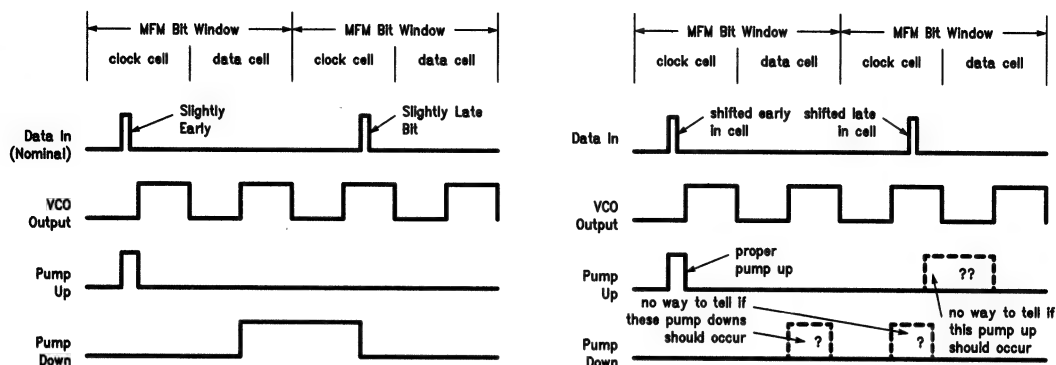 MFM Bit Window
MFM Bit Window
clock cell
data cell
clock cell
data cell
Slightly
Early
Slightly Late
Bit
Data In
(Nominal)
VCO
Output
Pump
Up
Pump
Down
MFM Bit Window
MFM Bit Window
clock cell
data cell
clock cell
data cell
shifted early
in cell
shifted late
in cell
Data In
VCO
Output
proper
pump up
??
Pump
Up
no way to tell if
these pump downs
should occur
no way to tell if
this pump up
should occur
?
?
Pump
Down